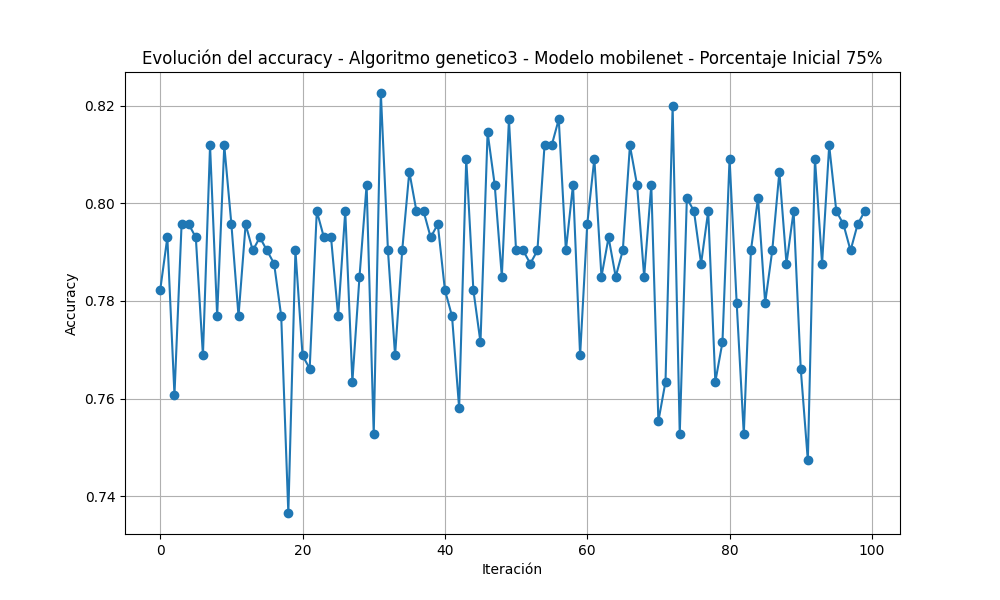 Evolución del accuracy - Algoritmo genetico3 - Modelo mobilenet - Porcentaje Inicial 75%
Accuracy
0.82
0.80
0.78
0.76
0.74
0 20 40 60 80 100
Iteración